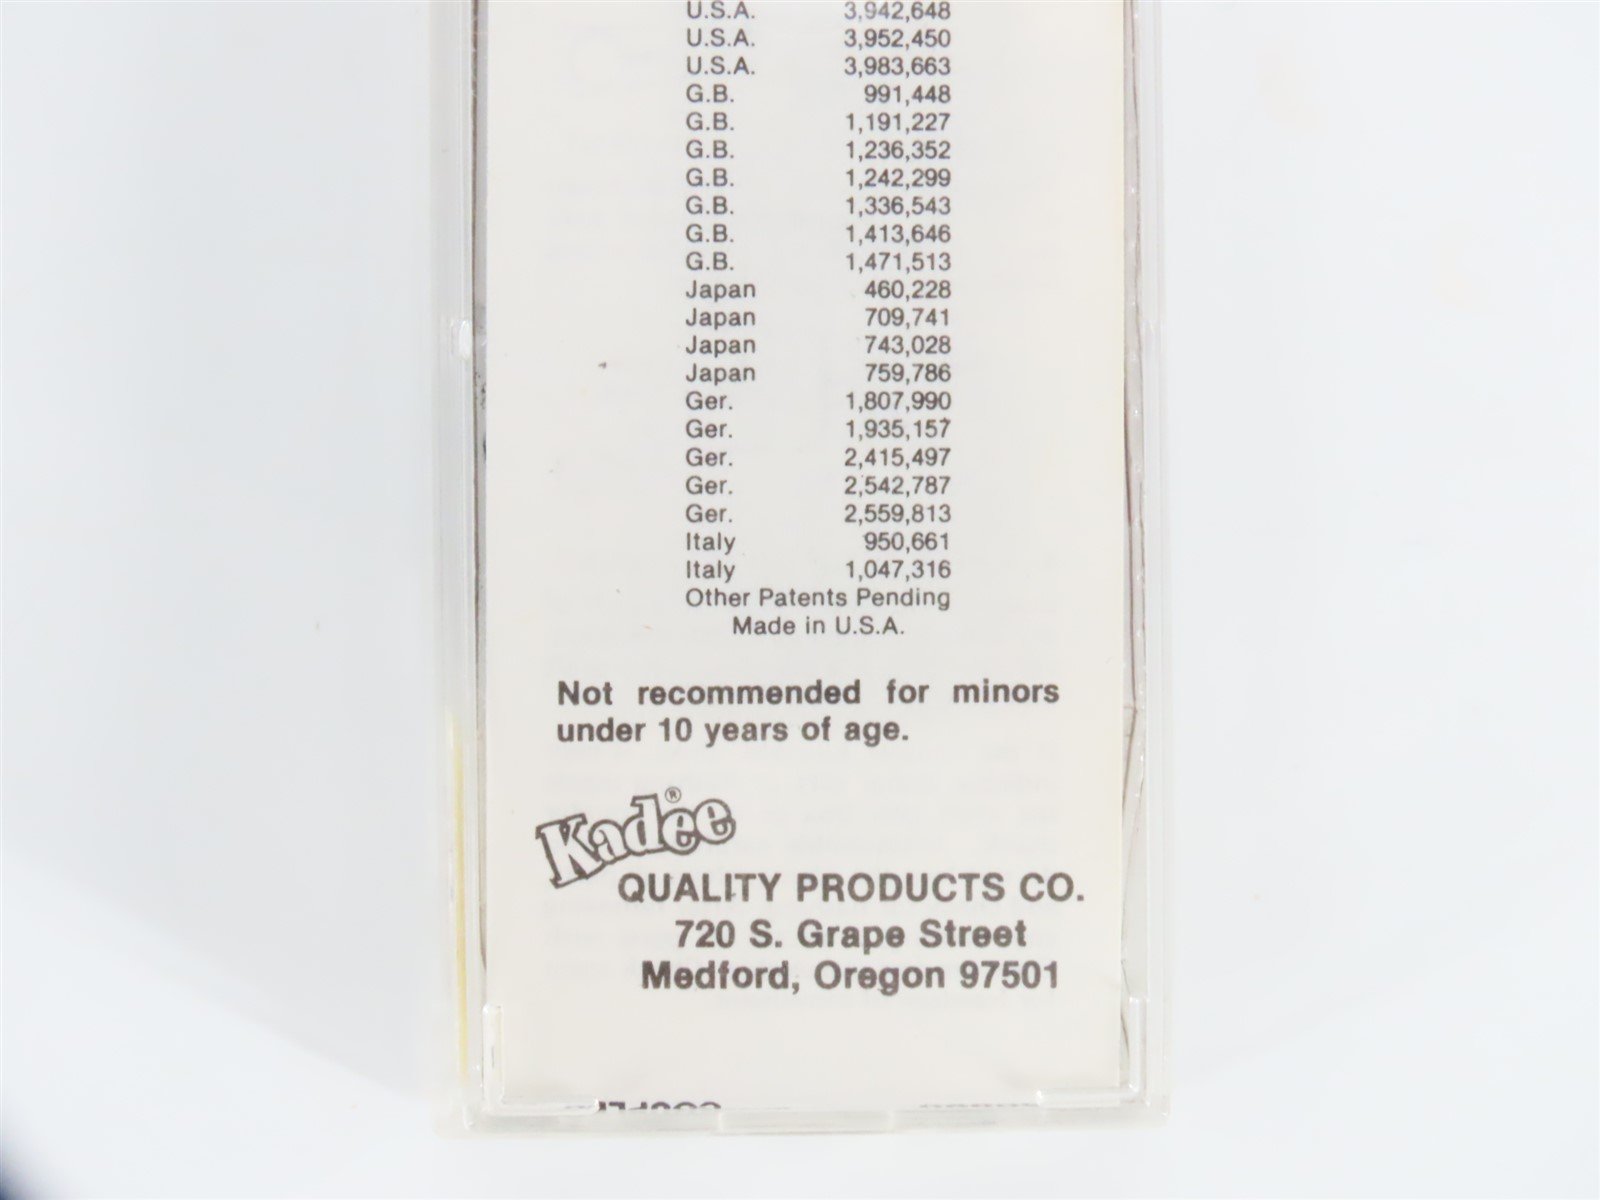 U.S.A. 3,942,648
U.S.A. 3,952,450
U.S.A. 3,983,663
G.B. 991,448
G.B. 1,191,227
G.B. 1,236,352
G.B. 1,242,299
G.B. 1,336,543
G.B. 1,413,646
G.B. 1,471,513
Japan 460,228
Japan 709,741
Japan 743,028
Japan 759,786
Ger. 1,807,990
Ger. 1,935,157
Ger. 2,415,497
Ger. 2,542,787
Ger. 2,559,813
Italy 950,661
Italy 1,047,316
Other Patents Pending
Made in U.S.A.
Not recommended for minors
under 10 years of age.
Kadee®
QUALITY PRODUCTS CO.
720 S. Grape Street
Medford, Oregon 97501